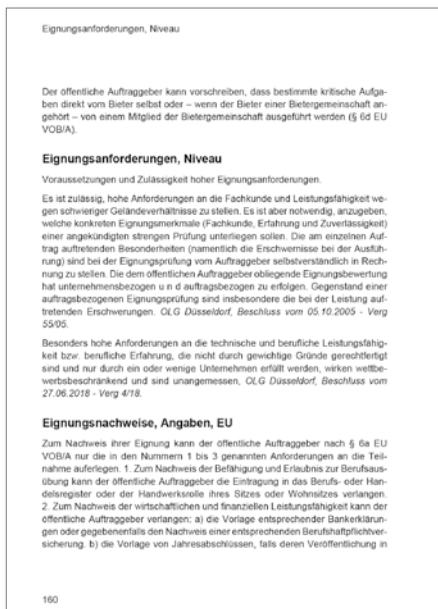 Eignungsanforderungen, Niveau
Der öffentliche Auftraggeber kann vorschreiben, dass bestimmte kritische Aufga-
ben direkt vom Bieter selbst oder – wenn der Bieter einer Bietergemeinschaft an-
gehört – von einem Mitglied der Bietergemeinschaft ausgeführt werden (§ 6d EU
VOB/A).
Eignungsanforderungen, Niveau
Voraussetzungen und Zulässigkeit hoher Eignungsanforderungen.
Es ist zulässig, hohe Anforderungen an die Fachkunde und Leistungsfähigkeit we-
gen schwieriger Geländeverhältnisse zu stellen. Es ist aber notwendig, anzugeben,
welche konkreten Eignungsmerkmale (Fachkunde, Erfahrung und Zuverlässigkeit)
einer angekündigten strengen Prüfung unterliegen sollen. Die am einzelnen Auf-
trag auftretenden Besonderheiten (namentlich die Erschwernisse bei der Ausfüh-
rung) sind bei der Eignungsprüfung vom Auftraggeber selbstverständlich in Rech-
nung zu stellen. Die dem öffentlichen Auftraggeber obliegende Eignungsbewertung
hat unternehmensbezogen u n d auftragsbezogen zu erfolgen. Gegenstand einer
auftragsbezogenen Eignungsprüfung sind insbesondere die bei der Leistung auf-
tretenden Erschwerungen. OLG Düsseldorf, Beschluss vom 05.10.2005 - Verg
55/05.
Besonders hohe Anforderungen an die technische und berufliche Leistungsfähig-
keit bzw. berufliche Erfahrung, die nicht durch gewichtige Gründe gerechtfertigt
sind und nur durch ein oder wenige Unternehmen erfüllt werden, wirken wettbe-
werbsbeschränkend und sind unangemessen, OLG Düsseldorf, Beschluss vom
27.06.2018 - Verg 4/18.
Eignungsnachweise, Angaben, EU
Zum Nachweis ihrer Eignung kann der öffentliche Auftraggeber nach § 6a EU
VOB/A nur die in den Nummern 1 bis 3 genannten Anforderungen an die Teil-
nahme auferlegen. 1. Zum Nachweis der Befähigung und Erlaubnis zur Berufsaus-
übung kann der öffentliche Auftraggeber die Eintragung in das Berufs- oder Han-
delsregister oder der Handwerksrolle ihres Sitzes oder Wohnsitzes verlangen.
2. Zum Nachweis der wirtschaftlichen und finanziellen Leistungsfähigkeit kann der
öffentliche Auftraggeber verlangen: a) die Vorlage entsprechender Bankerklärun-
gen oder gegebenenfalls den Nachweis einer entsprechenden Berufshaftpflichtver-
sicherung. b) die Vorlage von Jahresabschlüssen, falls deren Veröffentlichung in
160